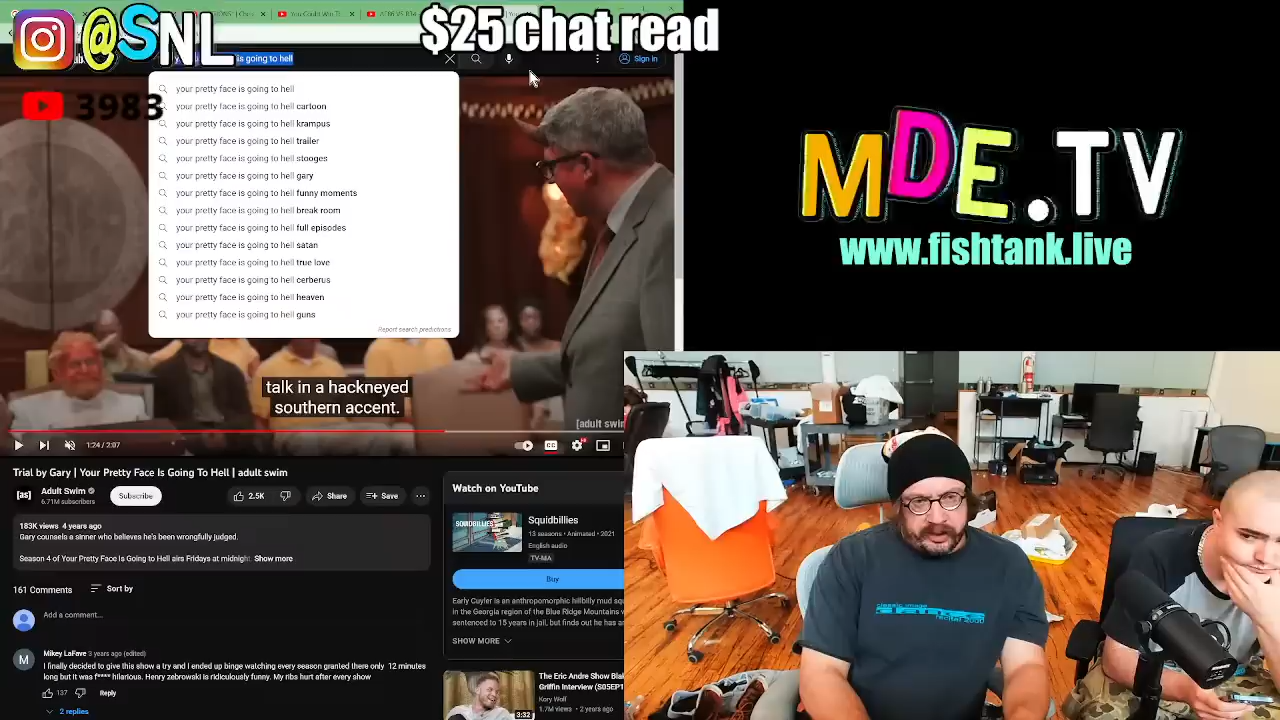 @SNL
$25 chat read
3983
is going to hell
Sign in
your pretty face is going to hell
your pretty face is going to hell cartoon
your pretty face is going to hell krampus
your pretty face is going to hell trailer
your pretty face is going to hell stooges
your pretty face is going to hell gary
your pretty face is going to hell funny moments
your pretty face is going to hell break room
your pretty face is going to hell full episodes
your pretty face is going to hell satan
your pretty face is going to hell true love
your pretty face is going to hell cerberus
your pretty face is going to hell heaven
your pretty face is going to hell guns
Report search predictions
talk in a hackneyed
southern accent.
[adult swim
1:24 / 2:07
CC
Trial by Gary | Your Pretty Face Is Going To Hell | adult swim
[as]
Adult Swim
6.71M subscribers
Subscribe
2.5K
Share
Save
183K views 4 years ago
Gary counsels a sinner who believe he's been wrongfully judged.
Season 4 of Your Pretty Face Is Going To Hell airs Fridays at midnight. Show more
161 Comments
Sort by
Add a comment...
M
Mikey LaFave 3 years ago (edited)
I finally decided to give this show a try and I ended up binge watching every season granted there only 12 minutes
long but it was f**** hilarious. Henry zebrowski is ridiculously funny. My ribs hurt after every show
137
Reply
2 replies
Watch on YouTube
SQUIDBILLIES
Squidbillies
13 seasons • Animated • 2021
English audio
TV-MA
Buy
Early Cuyler is an anthropomorphic hillbilly mud squ
in the Georgia region of the Blue Ridge Mountains
sentenced to 15 years in jail, but finds out he has a
SHOW MORE
The Eric Andre Show
Griffin Interview (S05EP1
Kory Wolf
1.7M views • 2 years ago
3:32
MDE.TV
www.fishtank.live
classic image
recital 2000